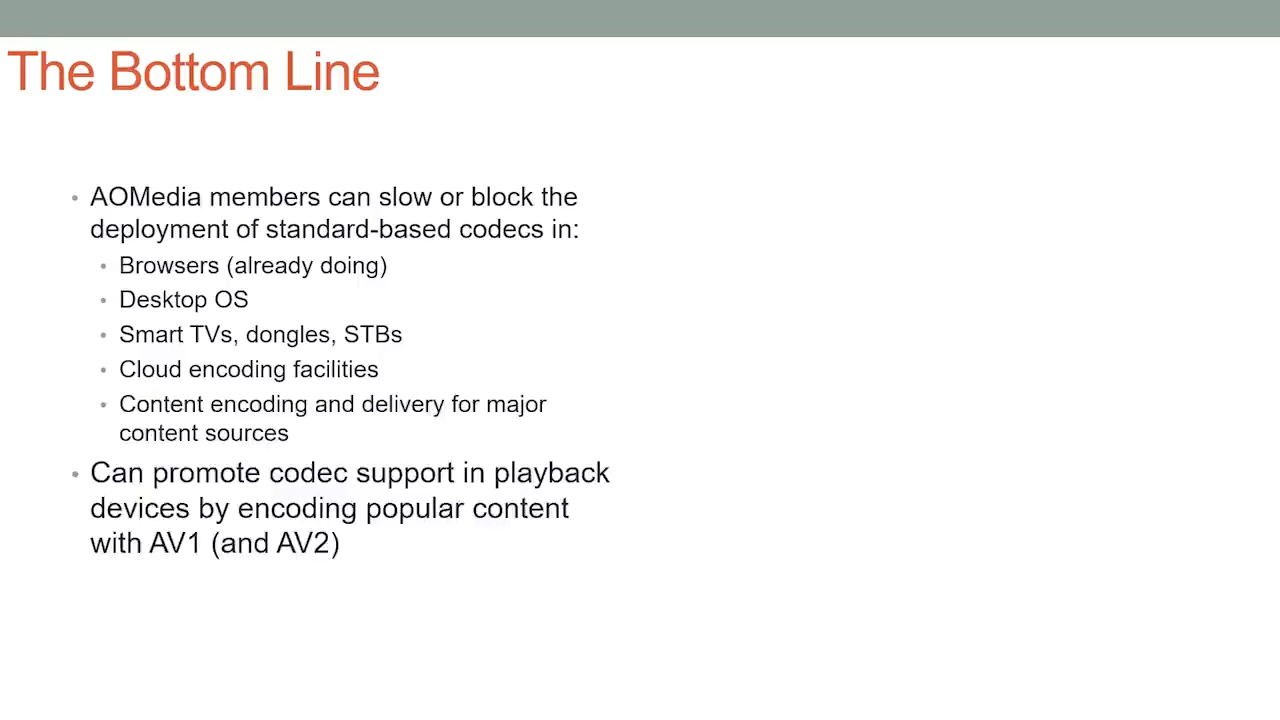 The Bottom Line
• AOMedia members can slow or block the
deployment of standard-based codecs in:
• Browsers (already doing)
• Desktop OS
• Smart TVs, dongles, STBs
• Cloud encoding facilities
• Content encoding and delivery for major
content sources
• Can promote codec support in playback
devices by encoding popular content
with AV1 (and AV2)